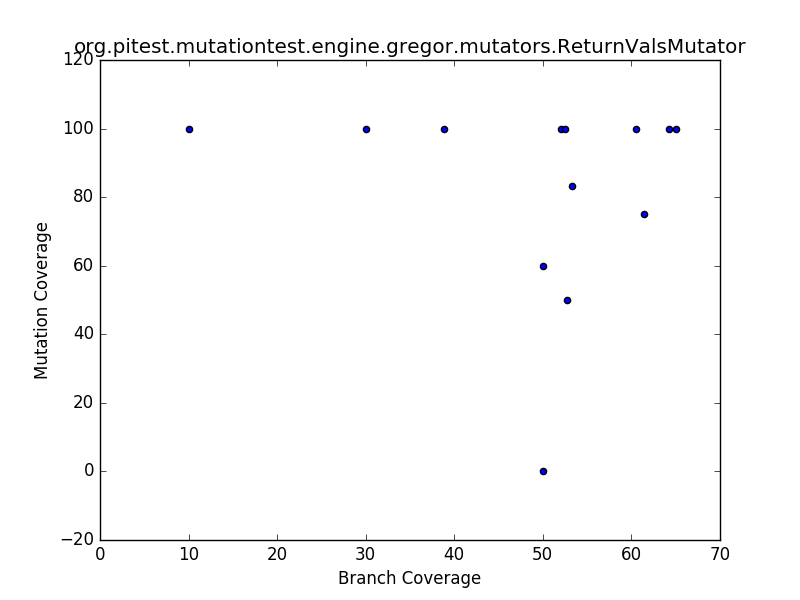 org.pitest.mutationtest.engine.gregor.mutators.ReturnValsMutator
120
100
80
60
40
20
0
−20
Mutation Coverage
0 10 20 30 40 50 60 70
Branch Coverage